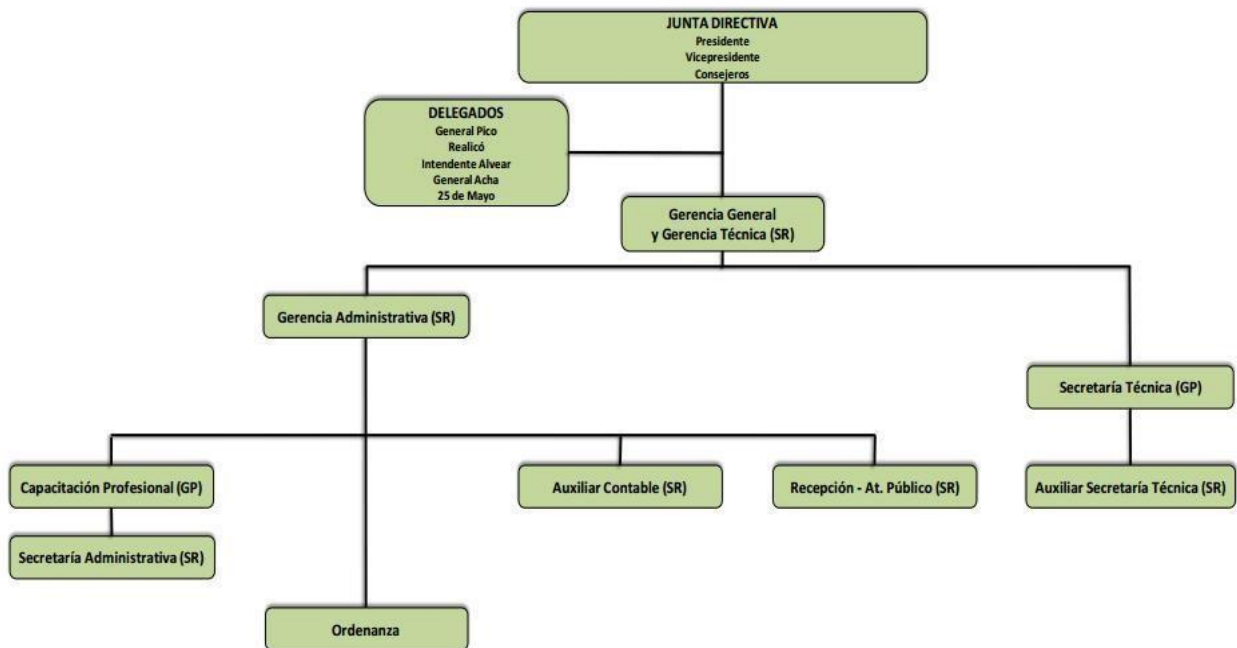 JUNTA DIRECTIVA
Presidente
Vicepresidente
Consejeros
DELEGADOS
General Pico
Realicó
Intendente Alvear
General Acha
25 de Mayo
Gerencia General
y Gerencia Técnica (SR)
Gerencia Administrativa (SR)
Secretaría Técnica (GP)
Capacitación Profesional (GP)
Auxiliar Contable (SR)
Recepción - At. Público (SR)
Auxiliar Secretaría Técnica (SR)
Secretaría Administrativa (SR)
Ordenanza